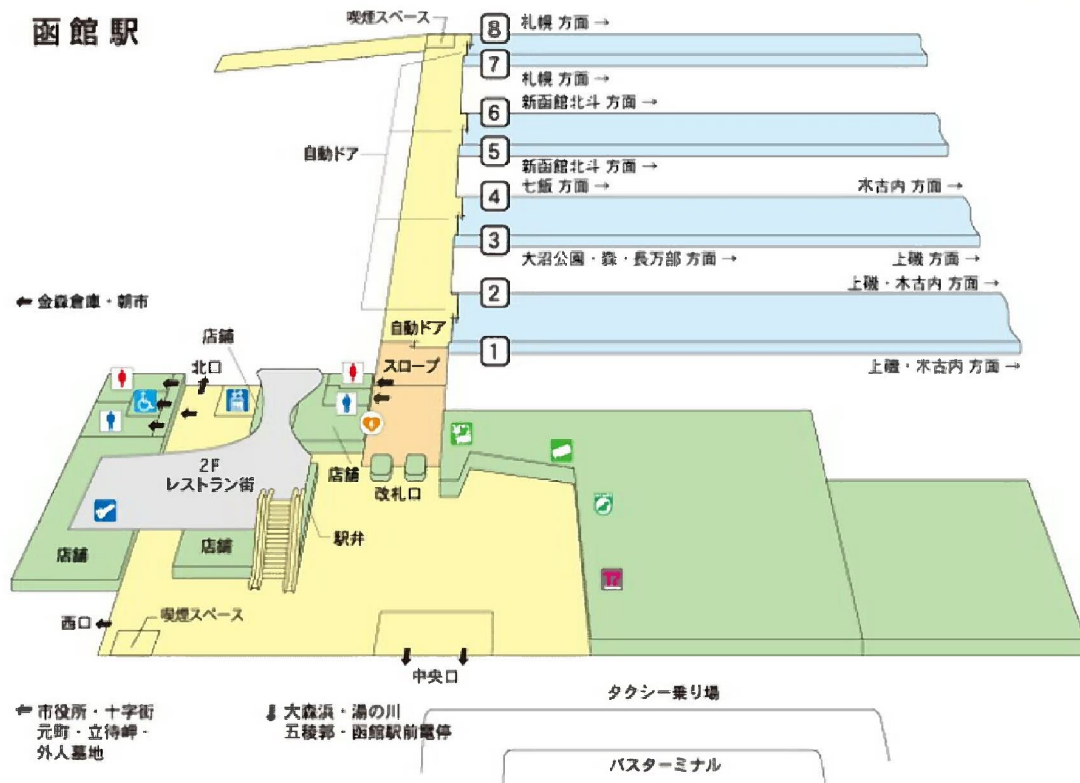 函館駅
喫煙スペース
8
札幌 方面 →
7
札幌 方面 →
6
新函館北斗 方面 →
自動ドア
5
新函館北斗 方面 →
4
七飯 方面 →
木古内 方面 →
3
大沼公園・森・長万部 方面 →
上磯 方面 →
2
上磯・木古内 方面 →
← 金森倉庫・朝市
自動ドア
1
店舗
スロープ
上磯・木古内 方面 →
北口
2F
レストラン街
店舗
改札口
駅弁
店舗
店舗
西口
喫煙スペース
中央口
タクシー乗り場
← 市役所・十字街
元町・立待岬・
外人墓地
↓ 大森浜・湯の川
五稜郭・函館駅前電停
バスターミナル